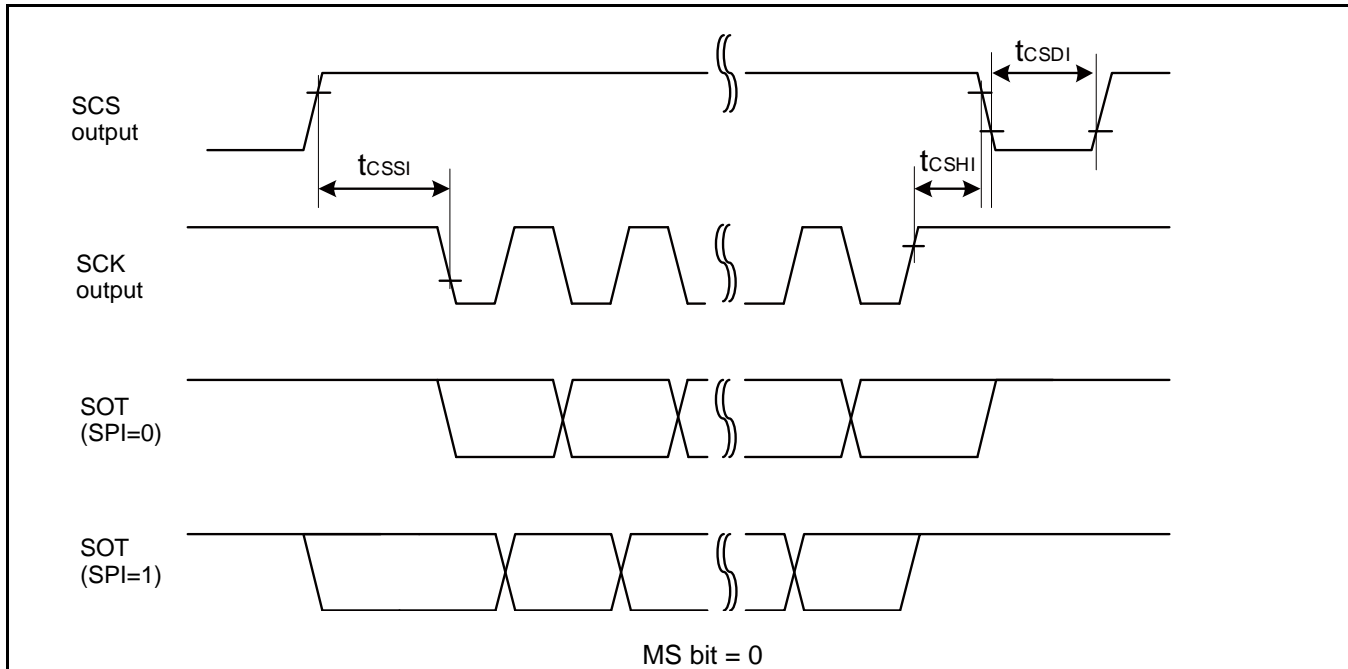 SCS
output
tCSDI
tCSSI
tCSHI
SCK
output
SOT
(SPI=0)
SOT
(SPI=1)
MS bit = 0